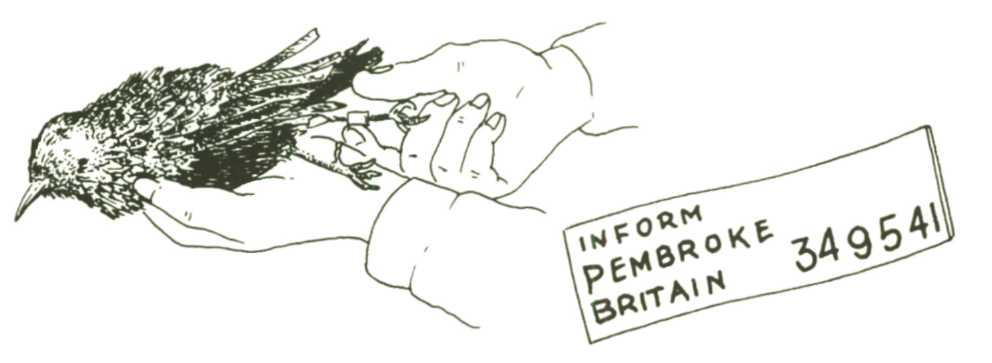 INFORM
PEMBROKE
BRITAIN
349541